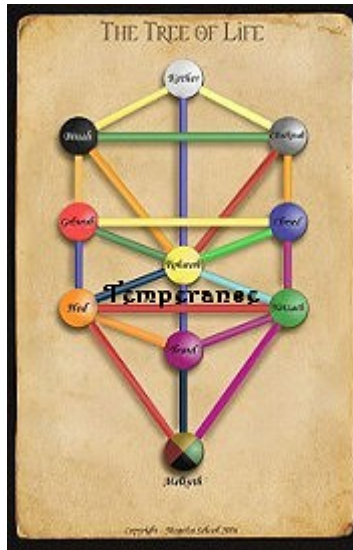 The Tree of Life
Kether
Binah
Chokmah
Geburah
Chesed
Tiphareth
Temperance
Hod
Netzach
Yesod
Malkuth